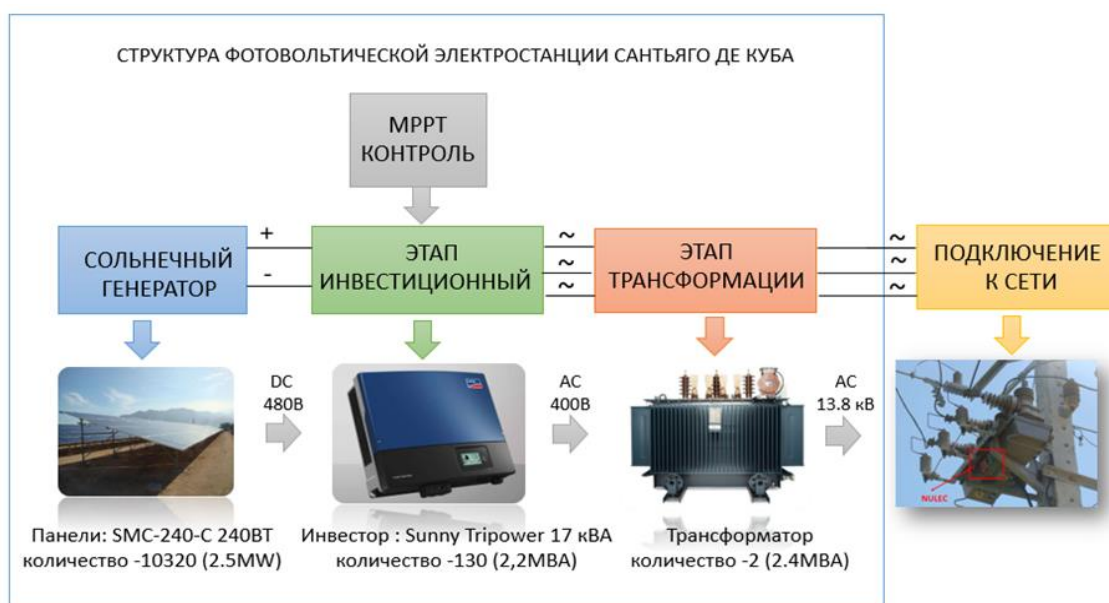 СТРУКТУРА ФОТОВОЛЬТИЧЕСКОЙ ЭЛЕКТРОСТАНЦИИ САНТЬЯГО ДЕ КУБА
МРРТ
КОНТРОЛЬ
СОЛЬНЕЧНЫЙ
ГЕНЕРАТОР
+
-
ЭТАП
ИНВЕСТИЦИОННЫЙ
~
~
~
ЭТАП
ТРАНСФОРМАЦИИ
~
~
~
ПОДКЛЮЧЕНИЕ
К СЕТИ
DC
480В
AC
400В
AC
13.8 кВ
NULEC
Панели: SMC-240-C 240ВТ
количество -10320 (2.5MW)
Инвестор : Sunny Tripower 17 кВА
количество -130 (2,2МВА)
Трансформатор
количество -2 (2.4МВА)